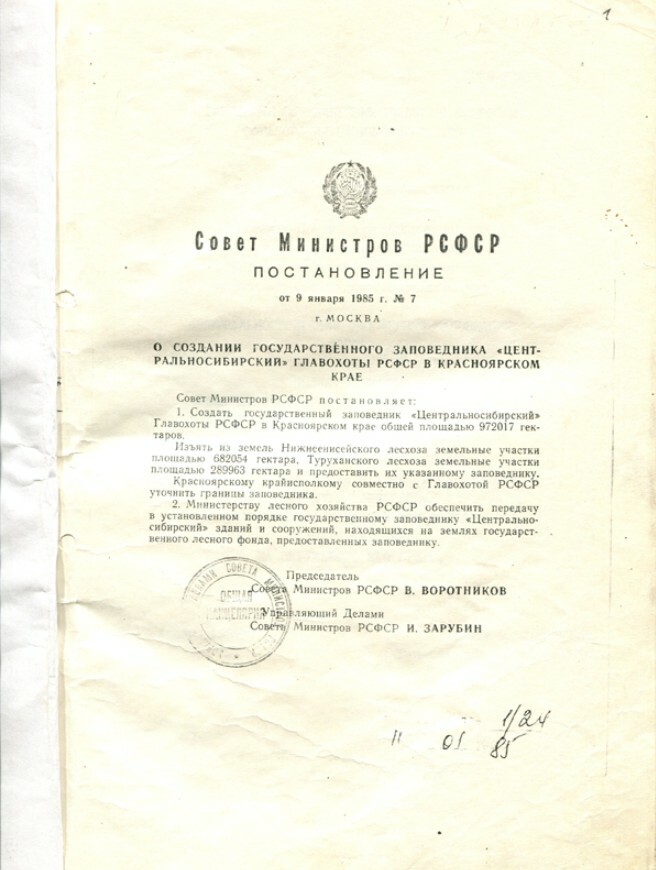 1
Совет Министров РСФСР
ПОСТАНОВЛЕНИЕ
от 9 января 1985 г. № 7
г. МОСКВА
О СОЗДАНИИ ГОСУДАРСТВЕННОГО ЗАПОВЕДНИКА «ЦЕНТ-
РАЛЬНОСИБИРСКИЙ» ГЛАВОХОТЫ РСФСР В КРАСНОЯРСКОМ
КРАЕ
Совет Министров РСФСР постановляет:
1. Создать государственный заповедник «Центральносибирский»
Главохоты РСФСР в Красноярском крае общей площадью 972017 гек-
таров.
Изъять из земель Нижнеенисейского лесхоза земельные участки
площадью 682054 гектара, Туруханского лесхоза земельные участки
площадью 289963 гектара и предоставить их указанному заповеднику.
Красноярскому крайисполкому совместно с Главохотой РСФСР
уточнить границы заповедника.
2. Министерству лесного хозяйства РСФСР обеспечить передачу
в установленном порядке государственному заповеднику «Центрально-
сибирский» зданий и сооружений, находящихся на землях государст-
венного лесного фонда, предоставленных заповеднику.
Председатель
Совета Министров РСФСР В. ВОРОТНИКОВ
Управляющий Делами
Совета Министров РСФСР И. ЗАРУБИН
ДЕЛАМИ СОВЕТА
ОБЩАЯ
КАНЦЕЛЯРИЯ
1/24
11 01 85